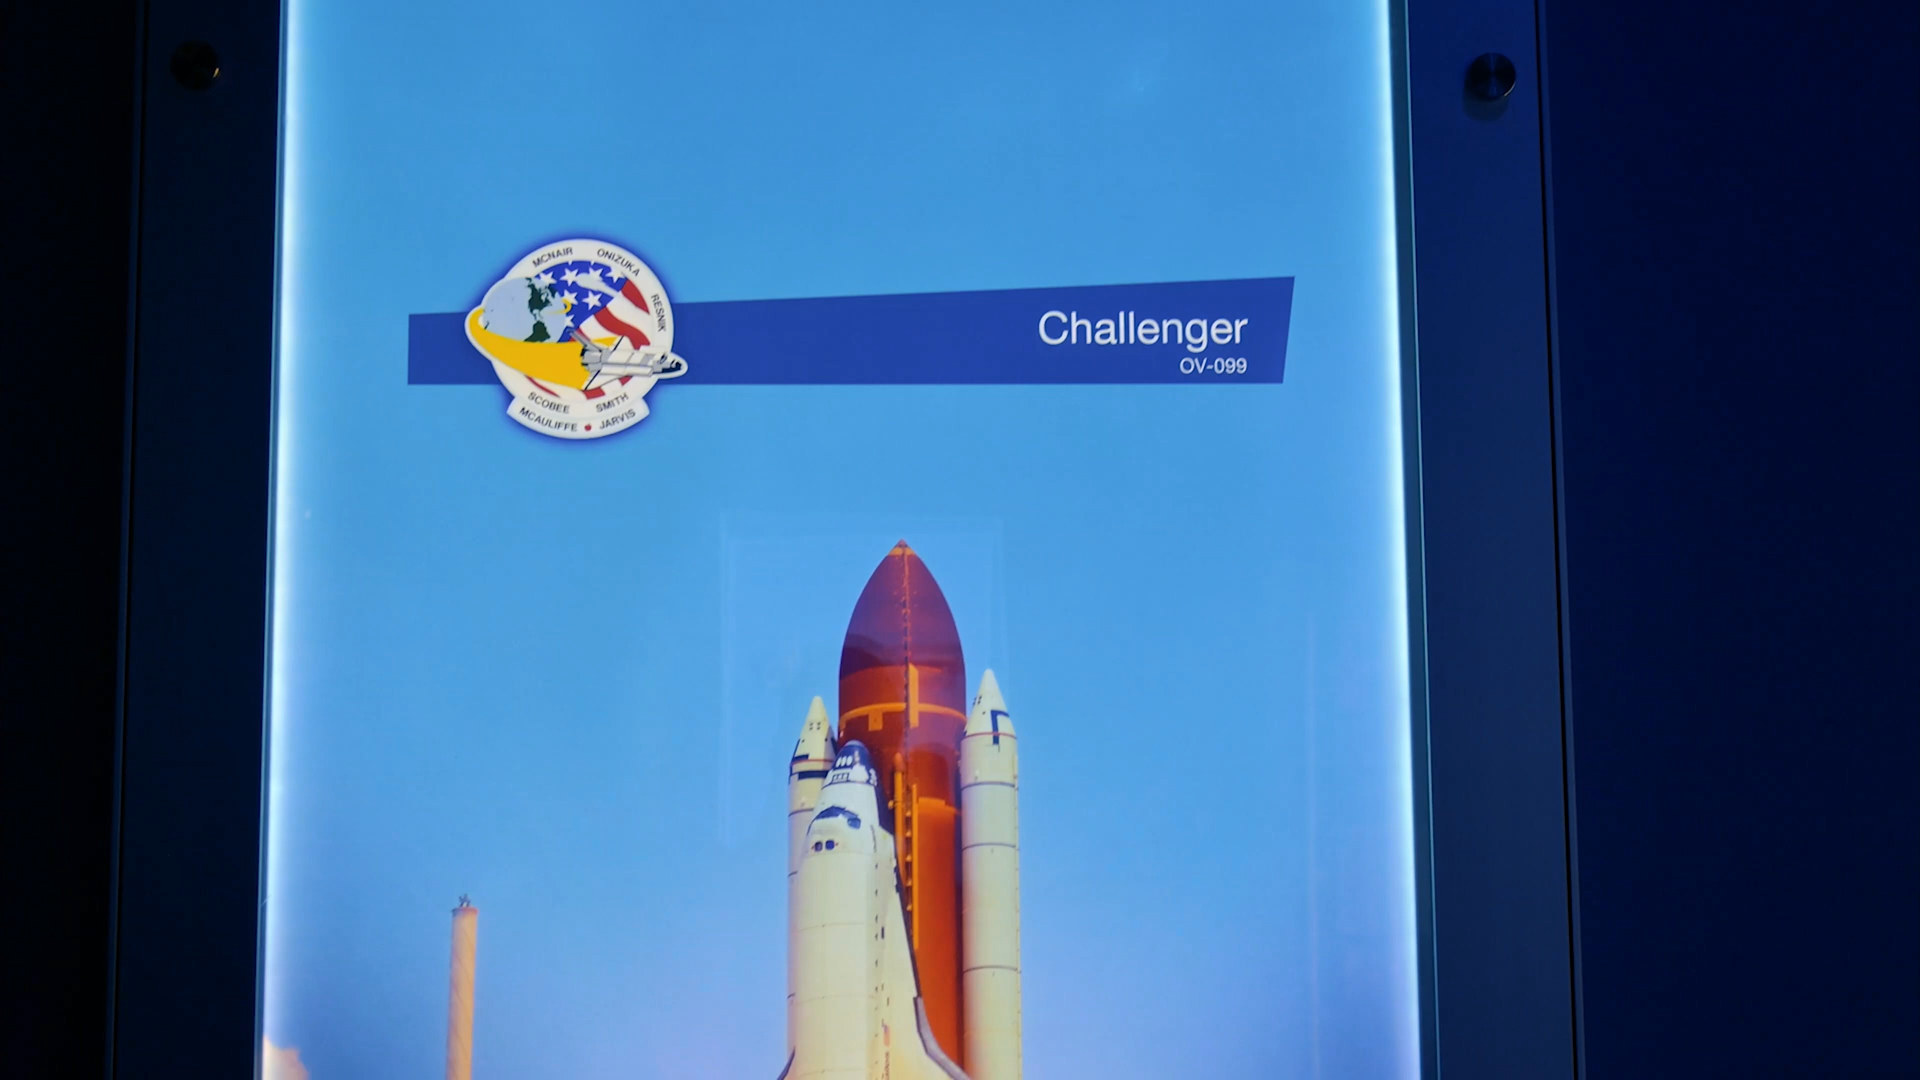 MCNAIR ONIZUKA RESNIK
SCOBEE SMITH
MCAULIFFE JARVIS
Challenger
OV-099